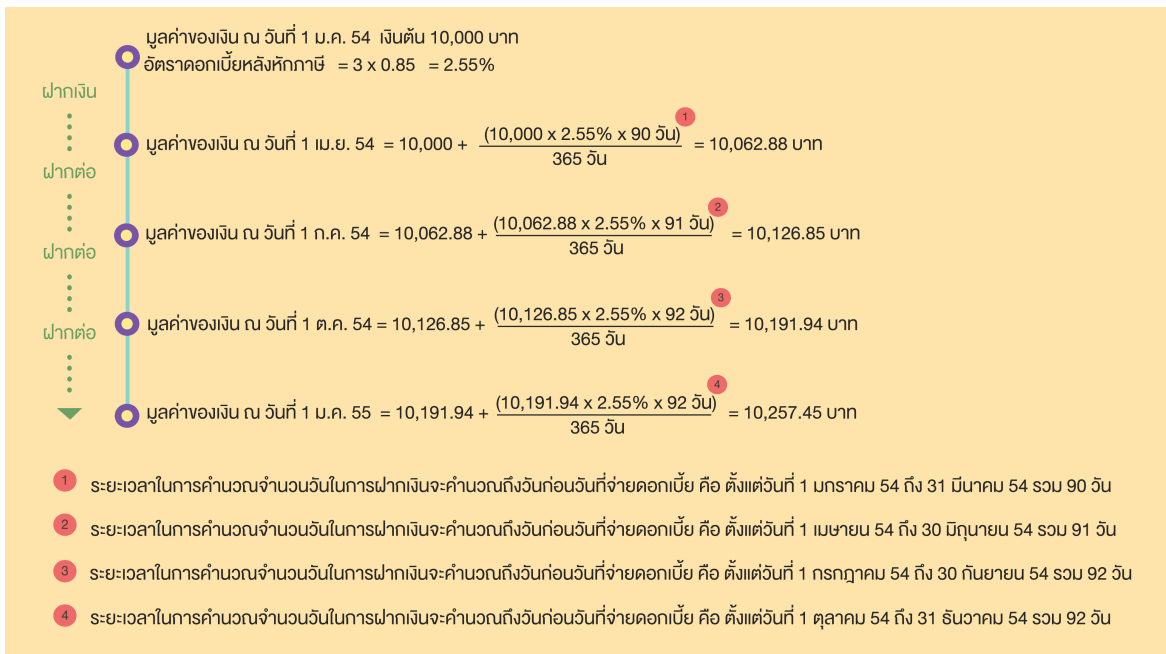 มูลค่าของเงิน ณ วันที่ 1 ม.ค. 54 เงินต้น 10,000 บาท
อัตราดอกเบี้ยหลังหักภาษี = 3 x 0.85 = 2.55%
ฝากเงิน
มูลค่าของเงิน ณ วันที่ 1 เม.ย. 54 = 10,000 + (10,000 x 2.55% x 90 วัน) 1 = 10,062.88 บาท
365 วัน
ฝากต่อ
มูลค่าของเงิน ณ วันที่ 1 ก.ค. 54 = 10,062.88 + (10,062.88 x 2.55% x 91 วัน) 2 = 10,126.85 บาท
365 วัน
ฝากต่อ
มูลค่าของเงิน ณ วันที่ 1 ต.ค. 54 = 10,126.85 + (10,126.85 x 2.55% x 92 วัน) 3 = 10,191.94 บาท
365 วัน
ฝากต่อ
มูลค่าของเงิน ณ วันที่ 1 ม.ค. 55 = 10,191.94 + (10,191.94 x 2.55% x 92 วัน) 4 = 10,257.45 บาท
365 วัน
1 ระยะเวลาในการคำนวณจำนวนวันในการฝากเงินจะคำนวณถึงวันก่อนวันที่จ่ายดอกเบี้ย คือ ตั้งแต่วันที่ 1 มกราคม 54 ถึง 31 มีนาคม 54 รวม 90 วัน
2 ระยะเวลาในการคำนวณจำนวนวันในการฝากเงินจะคำนวณถึงวันก่อนวันที่จ่ายดอกเบี้ย คือ ตั้งแต่วันที่ 1 เมษายน 54 ถึง 30 มิถุนายน 54 รวม 91 วัน
3 ระยะเวลาในการคำนวณจำนวนวันในการฝากเงินจะคำนวณถึงวันก่อนวันที่จ่ายดอกเบี้ย คือ ตั้งแต่วันที่ 1 กรกฎาคม 54 ถึง 30 กันยายน 54 รวม 92 วัน
4 ระยะเวลาในการคำนวณจำนวนวันในการฝากเงินจะคำนวณถึงวันก่อนวันที่จ่ายดอกเบี้ย คือ ตั้งแต่วันที่ 1 ตุลาคม 54 ถึง 31 ธันวาคม 54 รวม 92 วัน